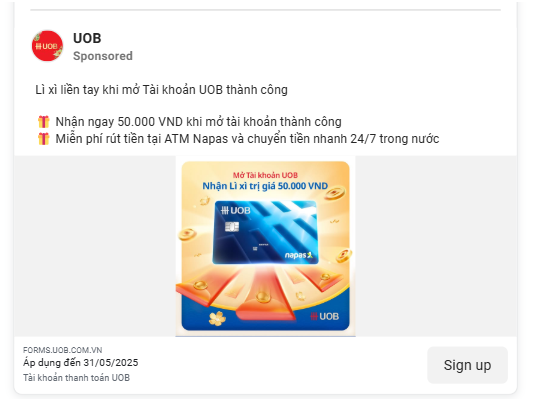 UOB
UOB
Sponsored
Lì xì liền tay khi mở Tài khoản UOB thành công
Nhận ngay 50.000 VND khi mở tài khoản thành công
Miễn phí rút tiền tại ATM Napas và chuyển tiền nhanh 24/7 trong nước
Mở Tài khoản UOB
Nhận Lì xì trị giá 50.000 VND
UOB
napas
UOB
FORMS.UOB.COM.VN
Áp dụng đến 31/05/2025
Tài khoản thanh toán UOB
Sign up